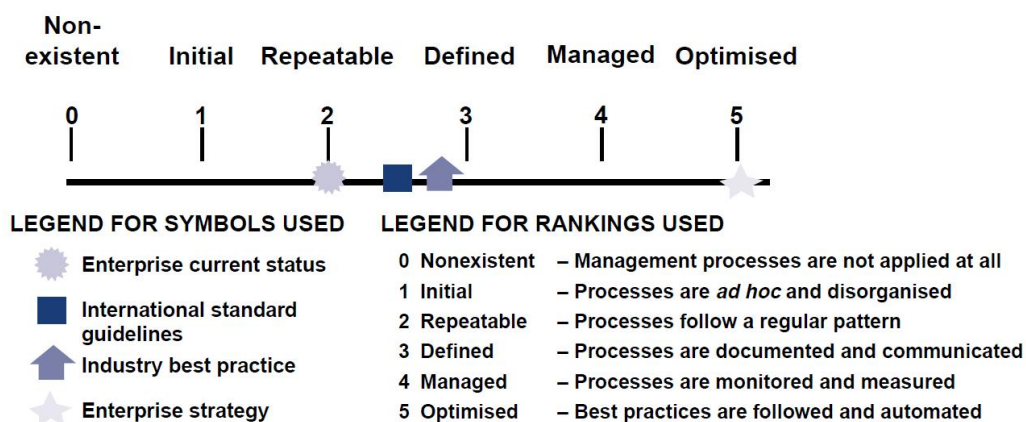 Non-
existent Initial Repeatable Defined Managed Optimised
0 1 2 3 4 5
LEGEND FOR SYMBOLS USED
Enterprise current status
International standard
guidelines
Industry best practice
Enterprise strategy
LEGEND FOR RANKINGS USED
0 Nonexistent – Management processes are not applied at all
1 Initial – Processes are ad hoc and disorganised
2 Repeatable – Processes follow a regular pattern
3 Defined – Processes are documented and communicated
4 Managed – Processes are monitored and measured
5 Optimised – Best practices are followed and automated